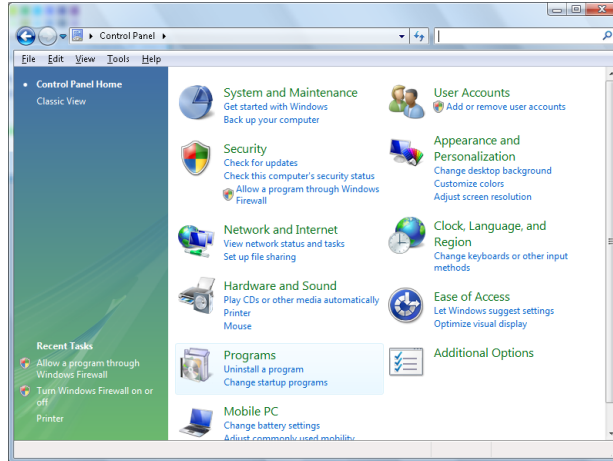 Control Panel
File Edit View Tools Help
Control Panel Home
Classic View
Recent Tasks
Allow a program through
Windows Firewall
Turn Windows Firewall on or
off
Printer
System and Maintenance
Get started with Windows
Back up your computer
Security
Check for updates
Check this computer's security status
Allow a program through Windows
Firewall
Network and Internet
View network status and tasks
Set up file sharing
Hardware and Sound
Play CDs or other media automatically
Printer
Mouse
Programs
Uninstall a program
Change startup programs
Mobile PC
Change battery settings
Adjust commonly used mobility
User Accounts
Add or remove user accounts
Appearance and
Personalization
Change desktop background
Customize colors
Adjust screen resolution
Clock, Language, and
Region
Change keyboards or other input
methods
Ease of Access
Let Windows suggest settings
Optimize visual display
Additional Options